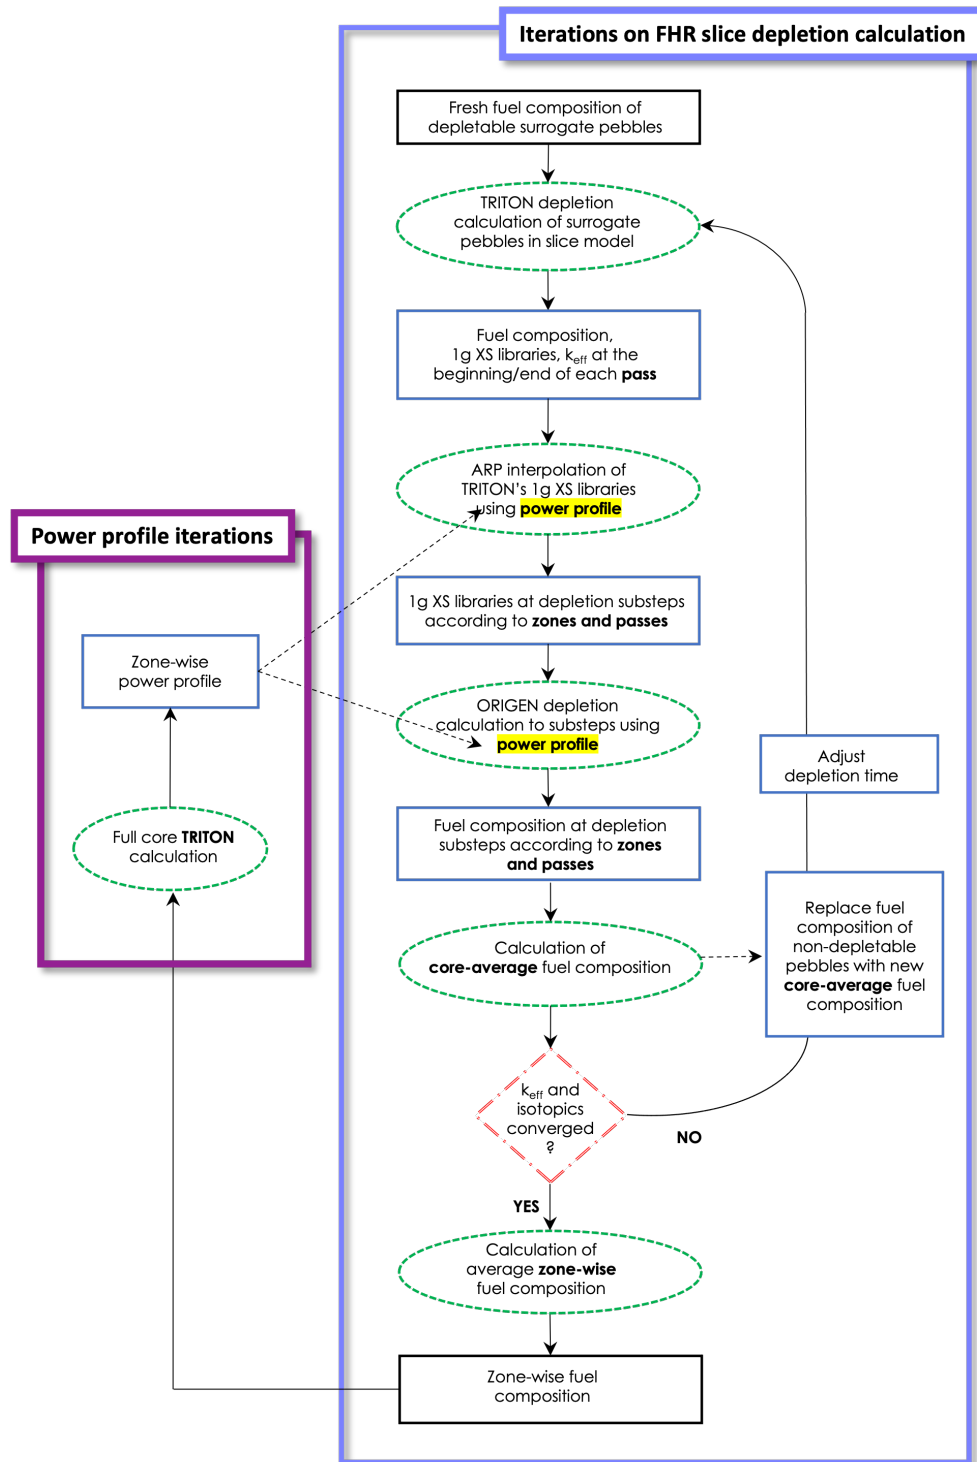 Iterations on FHR slice depletion calculation
Fresh fuel composition of
depletable surrogate pebbles
TRITON depletion
calculation of surrogate
pebbles in slice model
Fuel composition,
1g XS libraries, keff at the
beginning/end of each pass
ARP interpolation of
TRITON's 1g XS libraries
using power profile
Power profile iterations
1g XS libraries at depletion substeps
according to zones and passes
Zone-wise
power profile
ORIGEN depletion
calculation to substeps using
power profile
Adjust
depletion time
Full core TRITON
calculation
Fuel composition at depletion
substeps according to zones
and passes
Replace fuel
composition of
non-depletable
pebbles with new
core-average fuel
composition
Calculation of
core-average fuel composition
keff and
isotopics
converged
?
NO
YES
Calculation of
average zone-wise
fuel composition
Zone-wise fuel
composition